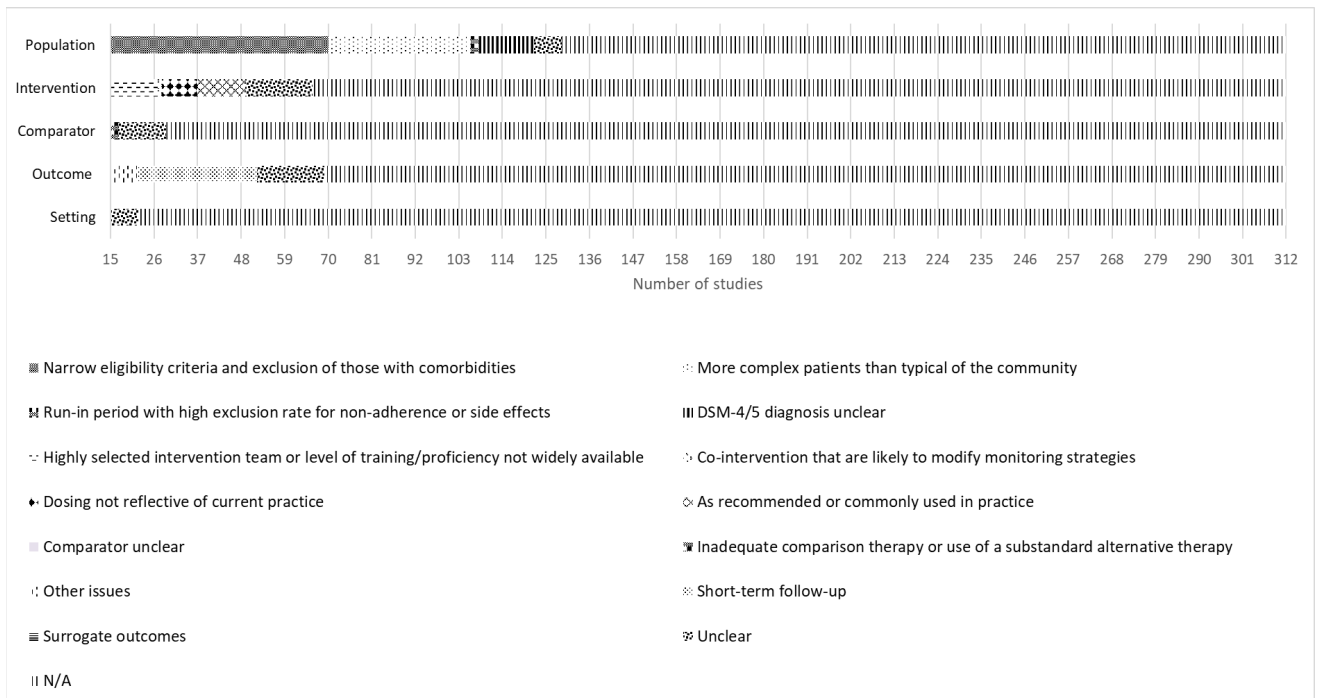 Population
Intervention
Comparator
Outcome
Setting
15 26 37 48 59 70 81 92 103 114 125 136 147 158 169 180 191 202 213 224 235 246 257 268 279 290 301 312
Number of studies
Narrow eligibility criteria and exclusion of those with comorbidities
More complex patients than typical of the community
Run-in period with high exclusion rate for non-adherence or side effects
DSM-4/5 diagnosis unclear
Highly selected intervention team or level of training/proficiency not widely available
Co-intervention that are likely to modify monitoring strategies
Dosing not reflective of current practice
As recommended or commonly used in practice
Comparator unclear
Inadequate comparison therapy or use of a substandard alternative therapy
Other issues
Short-term follow-up
Surrogate outcomes
Unclear
N/A